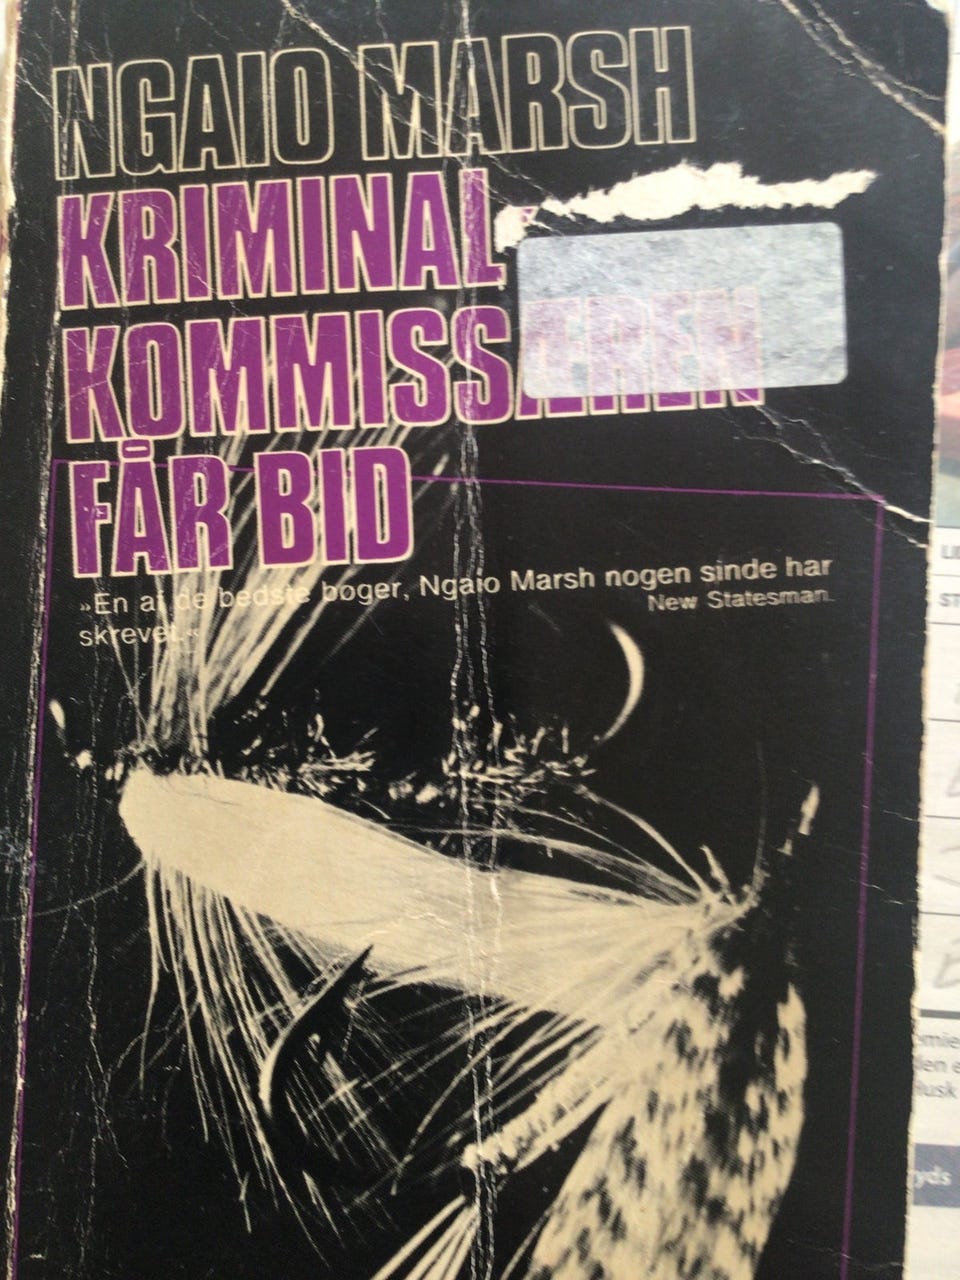 NGAIO MARSH
KRIMINAL-
KOMMISSÆREN
FÅR BID
»En af de bedste bøger, Ngaio Marsh nogen sinde har
skrevet.«
New Statesman.